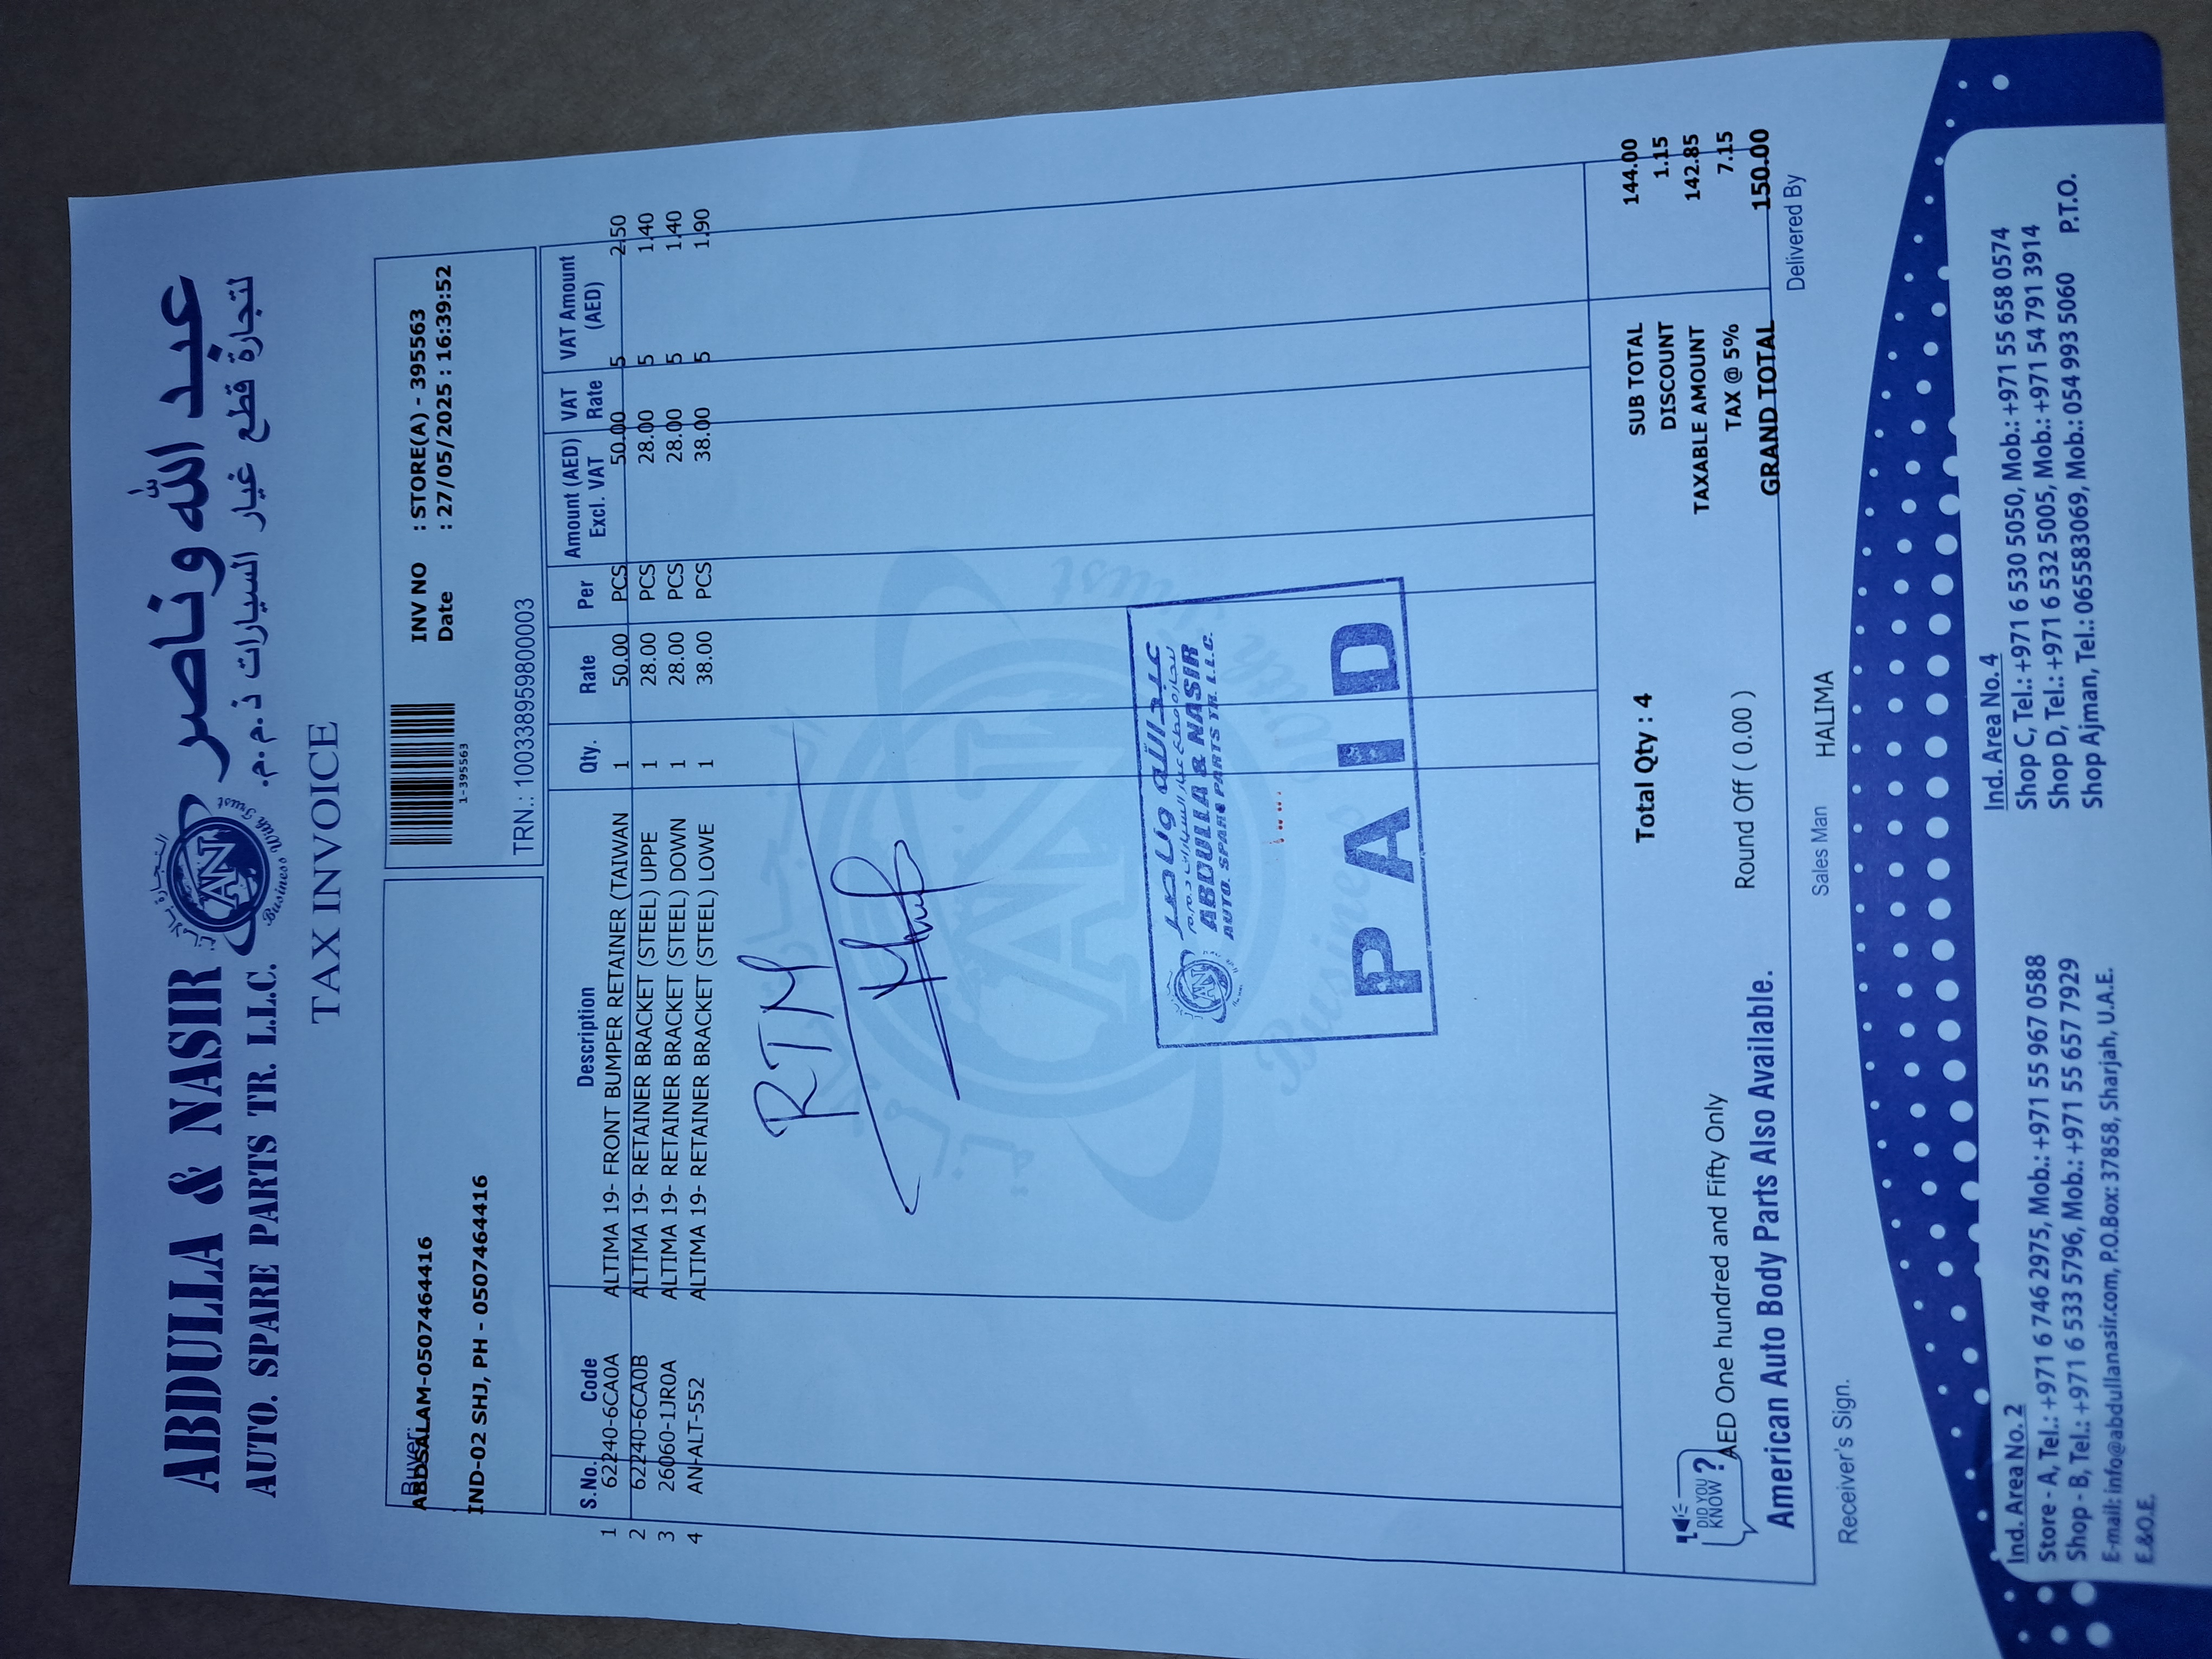 ABDULLA & NASIR
AUTO. SPARE PARTS TR. L.L.C.
عبد الله وناصر
لتجارة قطع غيار السيارات ذ.م.م.
AN
Business With Trust
TAX INVOICE
Buyer:
ABDSALAM-0507464416
IND-02 SHJ, PH - 0507464416
1-395563
INV NO : STORE(A) - 395563
Date : 27/05/2025 : 16:39:52
TRN.: 100338959800003
S.No. Code Description Qty. Rate Per Amount (AED) Excl. VAT VAT Rate VAT Amount (AED)
1 62240-6CA0A ALTIMA 19- FRONT BUMPER RETAINER (TAIWAN 1 50.00 PCS 50.00 5 2.50
2 62240-6CA0B ALTIMA 19- RETAINER BRACKET (STEEL) UPPE 1 28.00 PCS 28.00 5 1.40
3 26060-1JR0A ALTIMA 19- RETAINER BRACKET (STEEL) DOWN 1 28.00 PCS 28.00 5 1.40
4 AN-ALT-552 ALTIMA 19- RETAINER BRACKET (STEEL) LOWE 1 38.00 PCS 38.00 5 1.90
RTM
عبدالله وناصر
ABDULLA & NASIR
AUTO. SPARE PARTS TR. L.L.C.
PAID
Total Qty : 4
SUB TOTAL 144.00
DISCOUNT 1.15
TAXABLE AMOUNT 142.85
TAX @ 5% 7.15
GRAND TOTAL 150.00
DID YOU KNOW ?
AED One hundred and Fifty Only
Round Off ( 0.00 )
American Auto Body Parts Also Available.
Receiver's Sign.
Sales Man HALIMA
Delivered By
Ind. Area No. 2
Store - A, Tel.: +971 6 746 2975, Mob.: +971 55 967 0588
Shop - B, Tel.: +971 6 533 5796, Mob.: +971 55 657 7929
E-mail: info@abdullanasir.com, P.O.Box: 37858, Sharjah, U.A.E.
E.&O.E.
Ind. Area No. 4
Shop C, Tel.: +971 6 530 5050, Mob.: +971 55 658 0574
Shop D, Tel.: +971 6 532 5005, Mob.: +971 54 791 3914
Shop Ajman, Tel.: 065583069, Mob.: 054 993 5060 P.T.O.